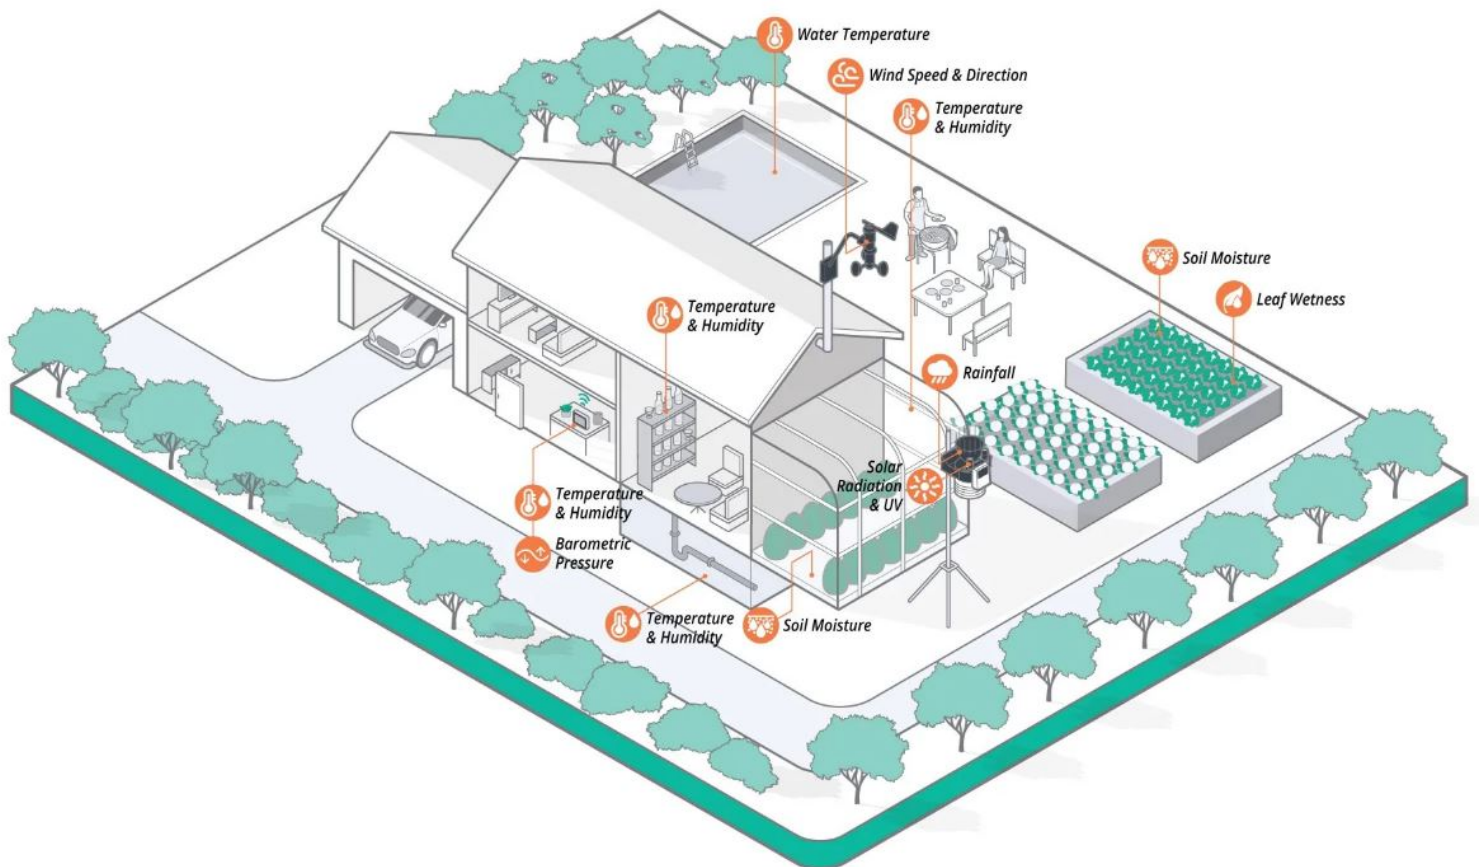 Water Temperature
Wind Speed & Direction
Temperature
& Humidity
Soil Moisture
Leaf Wetness
Temperature
& Humidity
Rainfall
Solar
Radiation
& UV
Temperature
& Humidity
Barometric
Pressure
Temperature
& Humidity
Soil Moisture